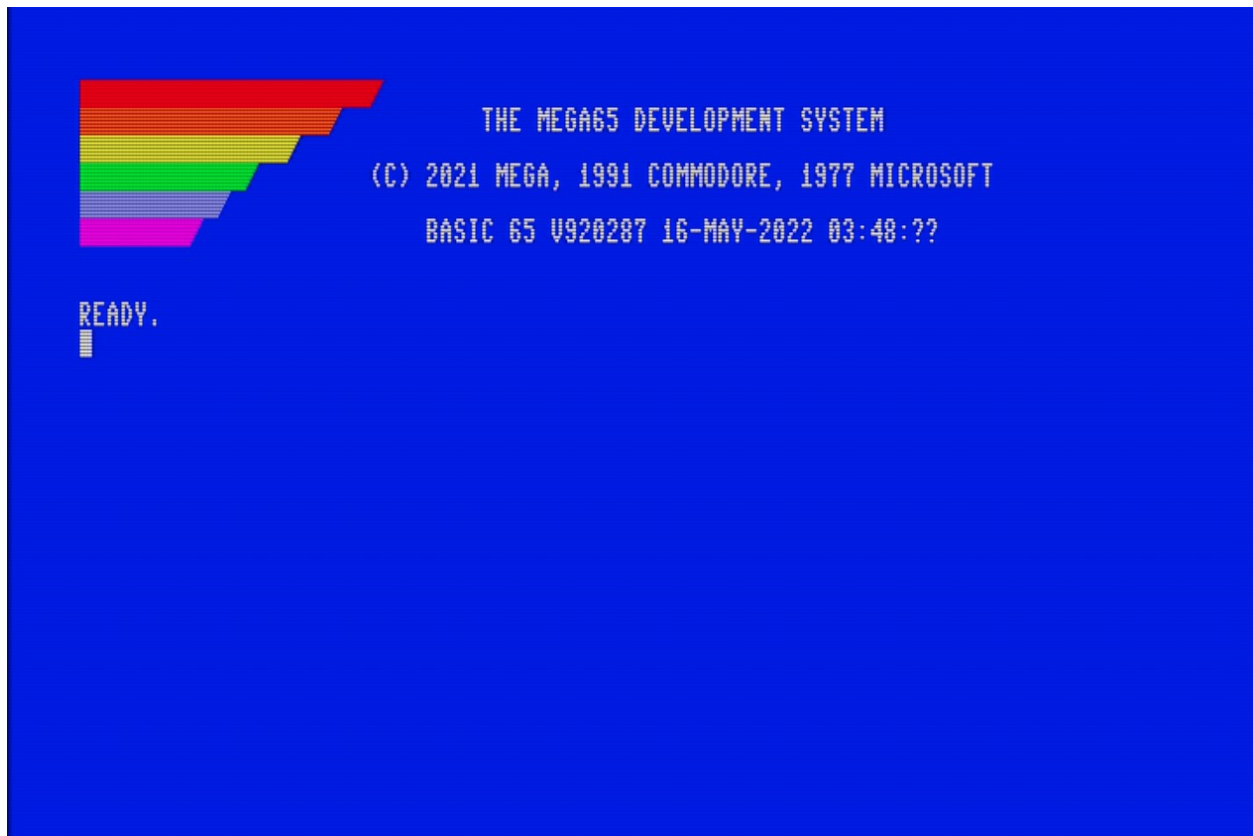 THE MEGA65 DEVELOPMENT SYSTEM
(C) 2021 MEGA, 1991 COMMODORE, 1977 MICROSOFT
BASIC 65 V920287 16-MAY-2022 03:48:??
READY.